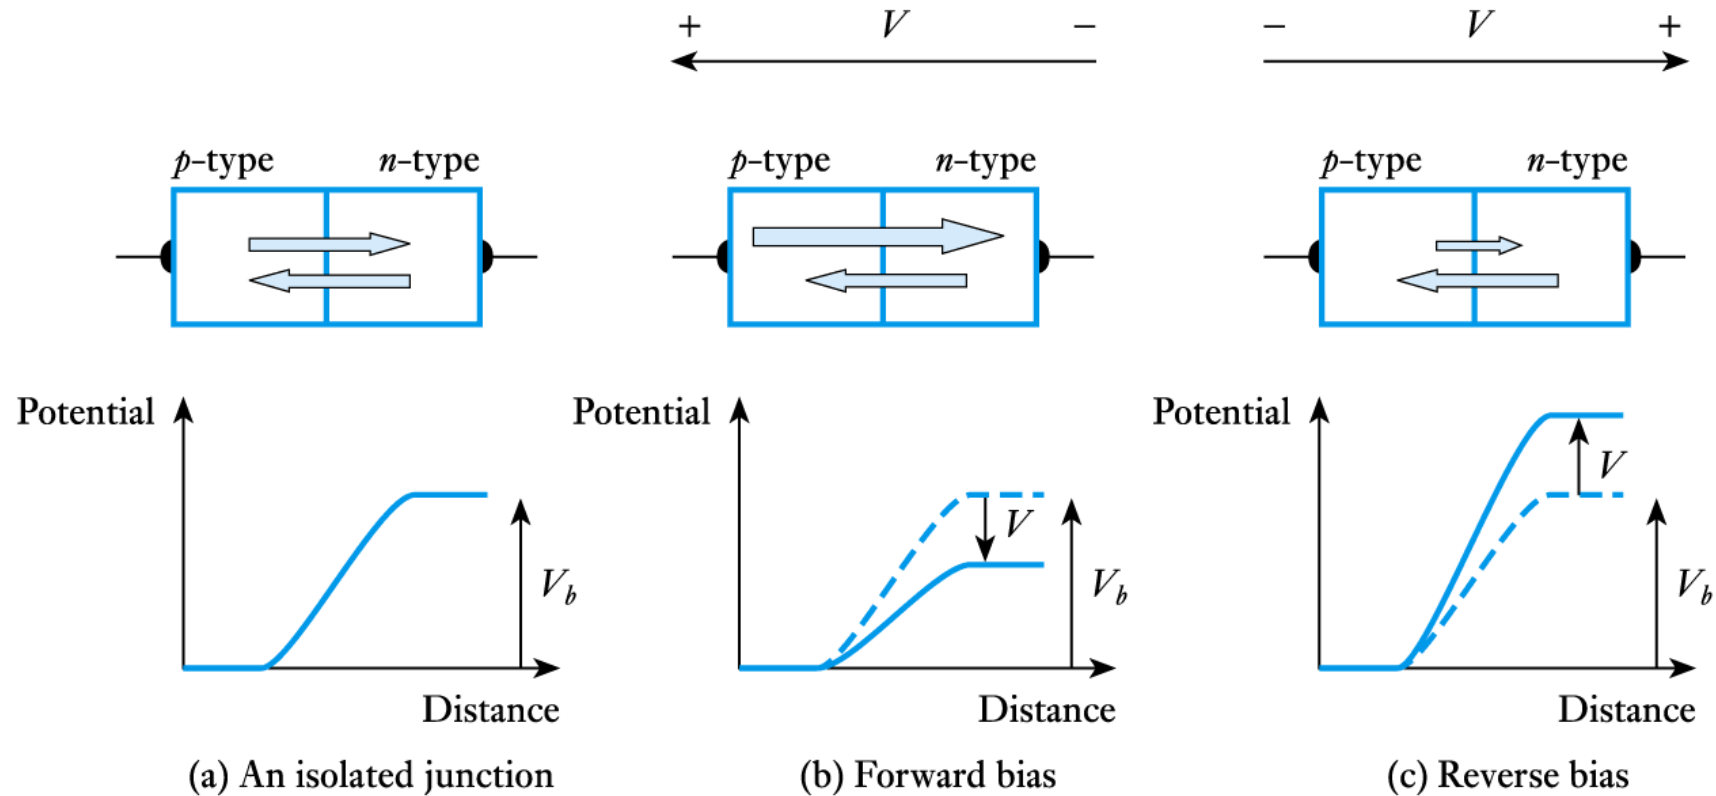 + V −
− V +
p-type n-type
p-type n-type
p-type n-type
Potential
Potential
Potential
V
V
V_b
V_b
V_b
Distance
Distance
Distance
(a) An isolated junction
(b) Forward bias
(c) Reverse bias